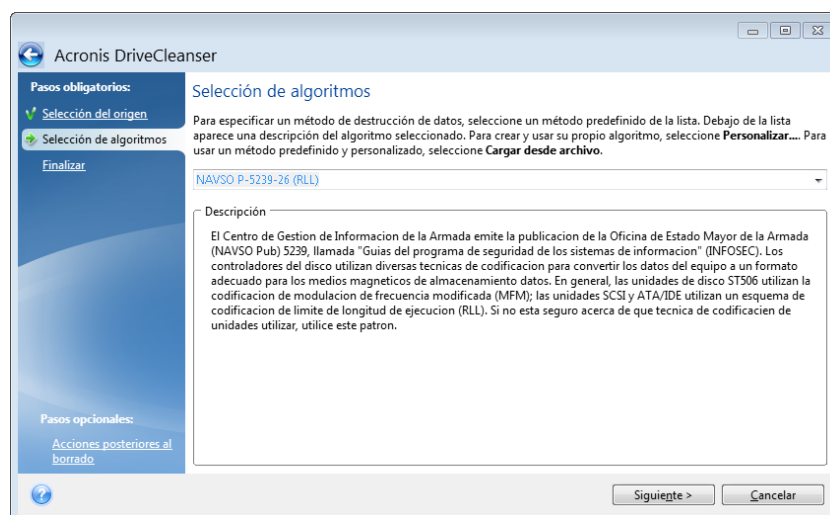 Acronis DriveCleanser
Pasos obligatorios:
Selección del origen
Selección de algoritmos
Finalizar
Pasos opcionales:
Acciones posteriores al
borrado
Selección de algoritmos
Para especificar un método de destrucción de datos, seleccione un método predefinido de la lista. Debajo de la lista
aparece una descripción del algoritmo seleccionado. Para crear y usar su propio algoritmo, seleccione Personalizar.... Para
usar un método predefinido y personalizado, seleccione Cargar desde archivo.
NAVSO P-5239-26 (RLL)
Descripción
El Centro de Gestion de Informacion de la Armada emite la publicacion de la Oficina de Estado Mayor de la Armada
(NAVSO Pub) 5239, llamada "Guias del programa de seguridad de los sistemas de informacion" (INFOSEC). Los
controladores del disco utilizan diversas tecnicas de codificacion para convertir los datos del equipo a un formato
adecuado para los medios magneticos de almacenamiento datos. En general, las unidades de disco ST506 utilizan la
codificacion de modulacion de frecuencia modificada (MFM); las unidades SCSI y ATA/IDE utilizan un esquema de
codificacion de limite de longitud de ejecucion (RLL). Si no esta seguro acerca de que tecnica de codificacien de
unidades utilizar, utilice este patron.
Siguiente >
Cancelar